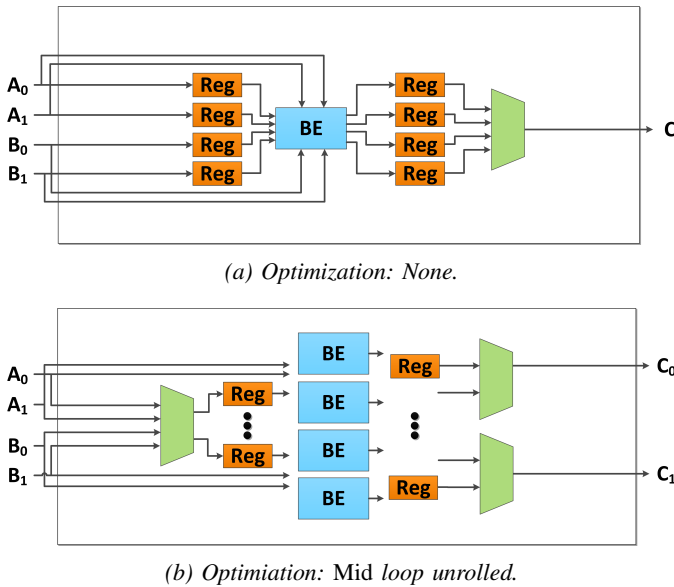 A₀
Reg
Reg
A₁
Reg
Reg
BE
C
B₀
Reg
Reg
B₁
Reg
Reg
(a) Optimization: None.
BE
A₀
Reg
C₀
A₁
Reg
BE
B₀
Reg
BE
B₁
BE
Reg
C₁
(b) Optimiation: Mid loop unrolled.